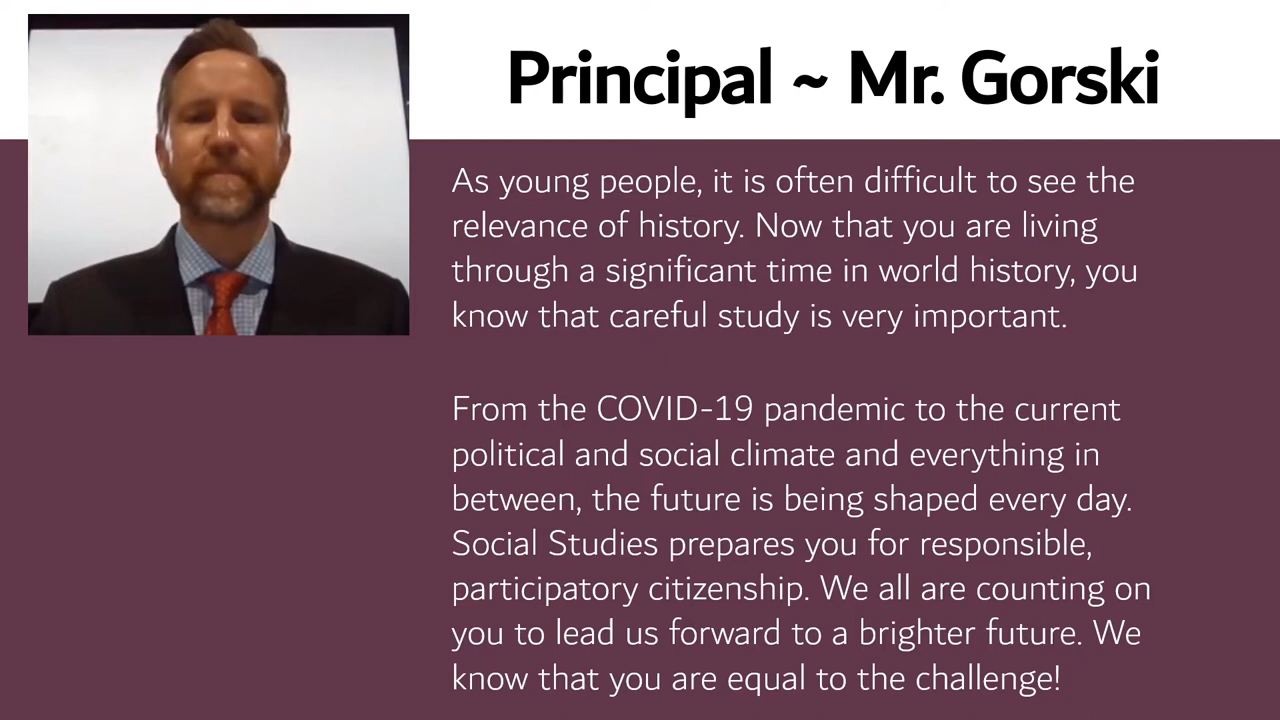 Principal ~ Mr. Gorski
As young people, it is often difficult to see the
relevance of history. Now that you are living
through a significant time in world history, you
know that careful study is very important.
From the COVID-19 pandemic to the current
political and social climate and everything in
between, the future is being shaped every day.
Social Studies prepares you for responsible,
participatory citizenship. We all are counting on
you to lead us forward to a brighter future. We
know that you are equal to the challenge!